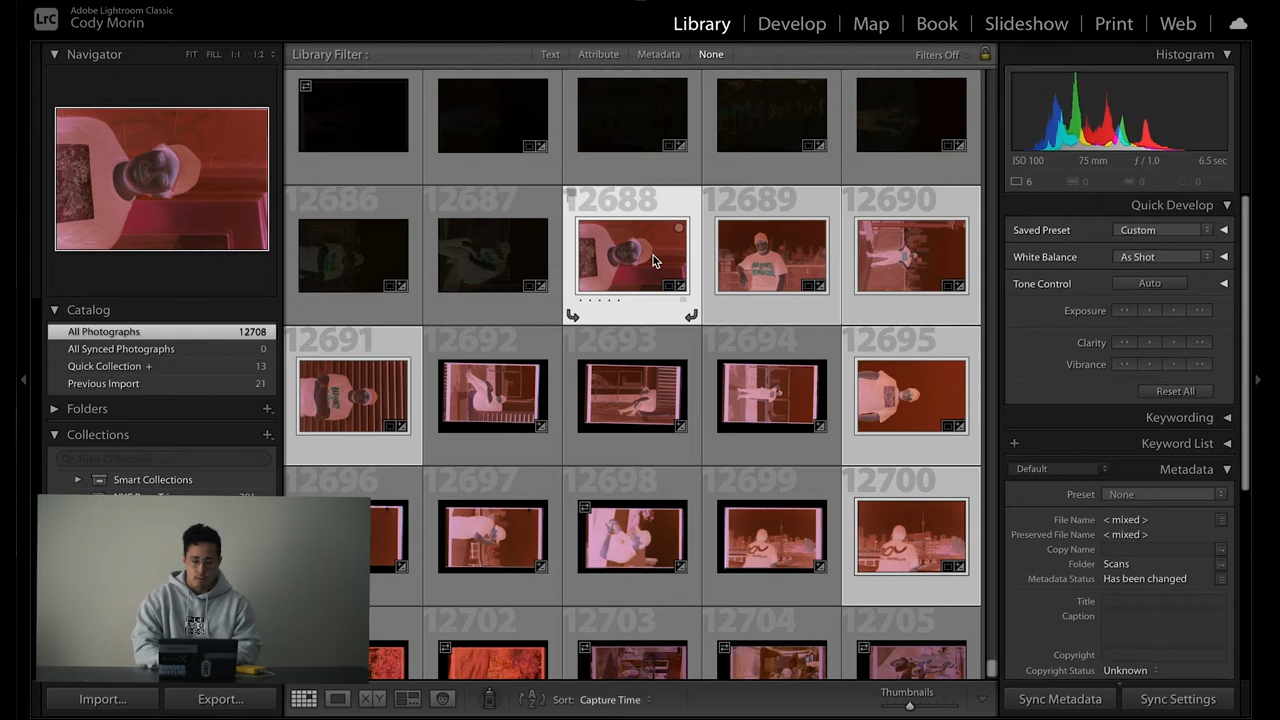 LrC
Adobe Lightroom Classic
Cody Morin
Library
Develop
Map
Book
Slideshow
Print
Web
Navigator
FIT
FILL
1:1
1:2
Library Filter :
Text
Attribute
Metadata
None
Filters Off
Histogram
ISO 100
75 mm
ƒ / 1.0
6.5 sec
6
0
0
0
Quick Develop
Saved Preset
Custom
White Balance
As Shot
Tone Control
Auto
Exposure
Clarity
Vibrance
Reset All
Keywording
Keyword List
Default
Metadata
Preset
None
File Name
< mixed >
Preserved File Name
< mixed >
Copy Name
Folder
Scans
Metadata Status
Has been changed
Title
Caption
Copyright
Copyright Status
Unknown
Sync Metadata
Sync Settings
Catalog
All Photographs
12708
All Synced Photographs
0
Quick Collection +
13
Previous Import
21
Folders
Collections
Filter Collections
Smart Collections
12686
12687
12688
12689
12690
12691
12692
12693
12694
12695
12696
12697
12698
12699
12700
12702
12703
12704
12705
Import...
Export...
Sort:
Capture Time
Thumbnails